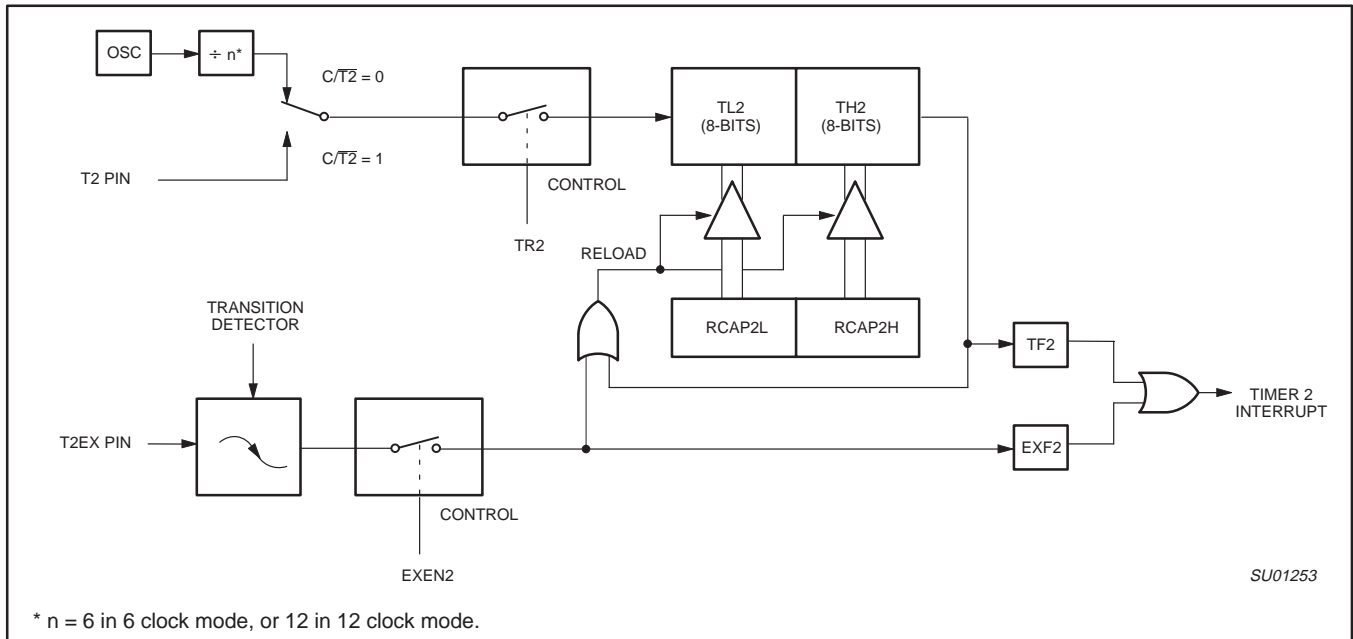 OSC
÷ n*
C/T2 = 0
TL2
(8-BITS)
TH2
(8-BITS)
C/T2 = 1
T2 PIN
CONTROL
TR2
RELOAD
TRANSITION
DETECTOR
RCAP2L
RCAP2H
TF2
TIMER 2
INTERRUPT
T2EX PIN
EXF2
CONTROL
EXEN2
SU01253
* n = 6 in 6 clock mode, or 12 in 12 clock mode.